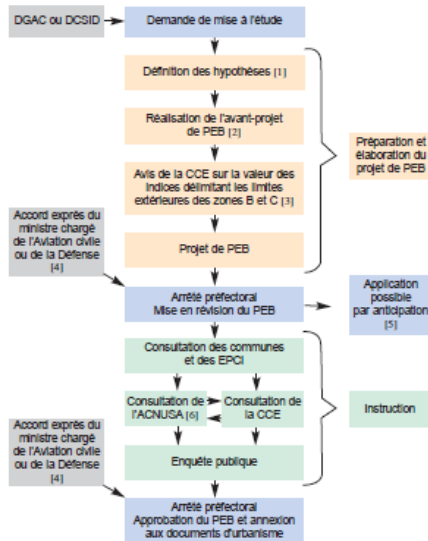 DGAC ou DCSID
Demande de mise à l'étude
Définition des hypothèses [1]
Réalisation de l'avant-projet
de PEB [2]
Avis de la CCE sur la valeur des
indices délimitant les limites
extérieures des zones B et C [3]
Projet de PEB
Préparation et
élaboration du
projet de PEB
Accord exprès du
ministre chargé
de l'Aviation civile
ou de la Défense
[4]
Arrêté préfectoral
Mise en révision du PEB
Application
possible
par anticipation
[5]
Consultation des communes
et des EPCI
Consultation de
l'ACNUSA [6]
Consultation de
la CCE
Enquête publique
Instruction
Accord exprès du
ministre chargé
de l'Aviation civile
ou de la Défense
[4]
Arrêté préfectoral
Approbation du PEB et annexion
aux documents d'urbanisme